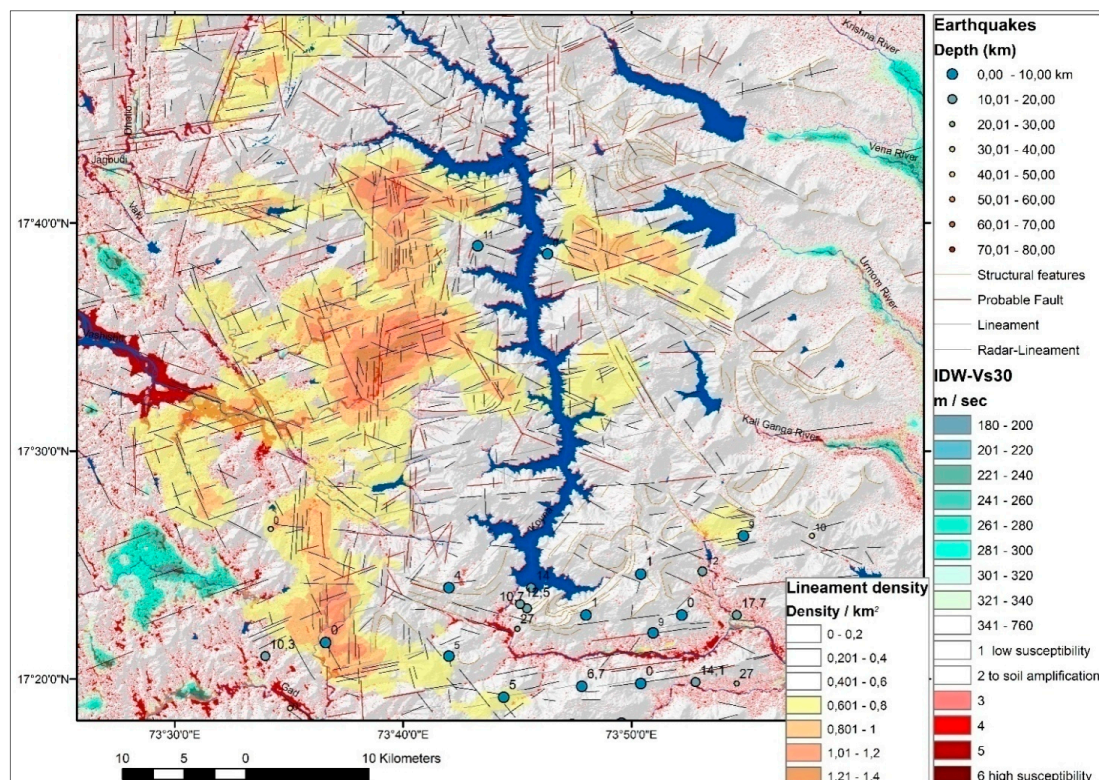 Krishna River
Vena River
Jagbudi
17°40'0"N
11
Urmom River
Vashishti
Kali Ganga River
17°30'0"N
0
9
10
4
14
1
12
10,7
12,5
27
1
0
17,7
9
0
10,3
5
5
6,7
0
14,1
27
Gad
17°20'0"N
73°30'0"E
73°40'0"E
73°50'0"E
10 5 0 10 Kilometers
Lineament density
Density / km²
0 - 0,2
0,201 - 0,4
0,401 - 0,6
0,601 - 0,8
0,801 - 1
1,01 - 1,2
1,21 - 1,4
Earthquakes
Depth (km)
0,00 - 10,00 km
10,01 - 20,00
20,01 - 30,00
30,01 - 40,00
40,01 - 50,00
50,01 - 60,00
60,01 - 70,00
70,01 - 80,00
Structural features
Probable Fault
Lineament
Radar-Lineament
IDW-Vs30
m / sec
180 - 200
201 - 220
221 - 240
241 - 260
261 - 280
281 - 300
301 - 320
321 - 340
341 - 760
1 low susceptibility
2 to soil amplification
3
4
5
6 high susceptibility